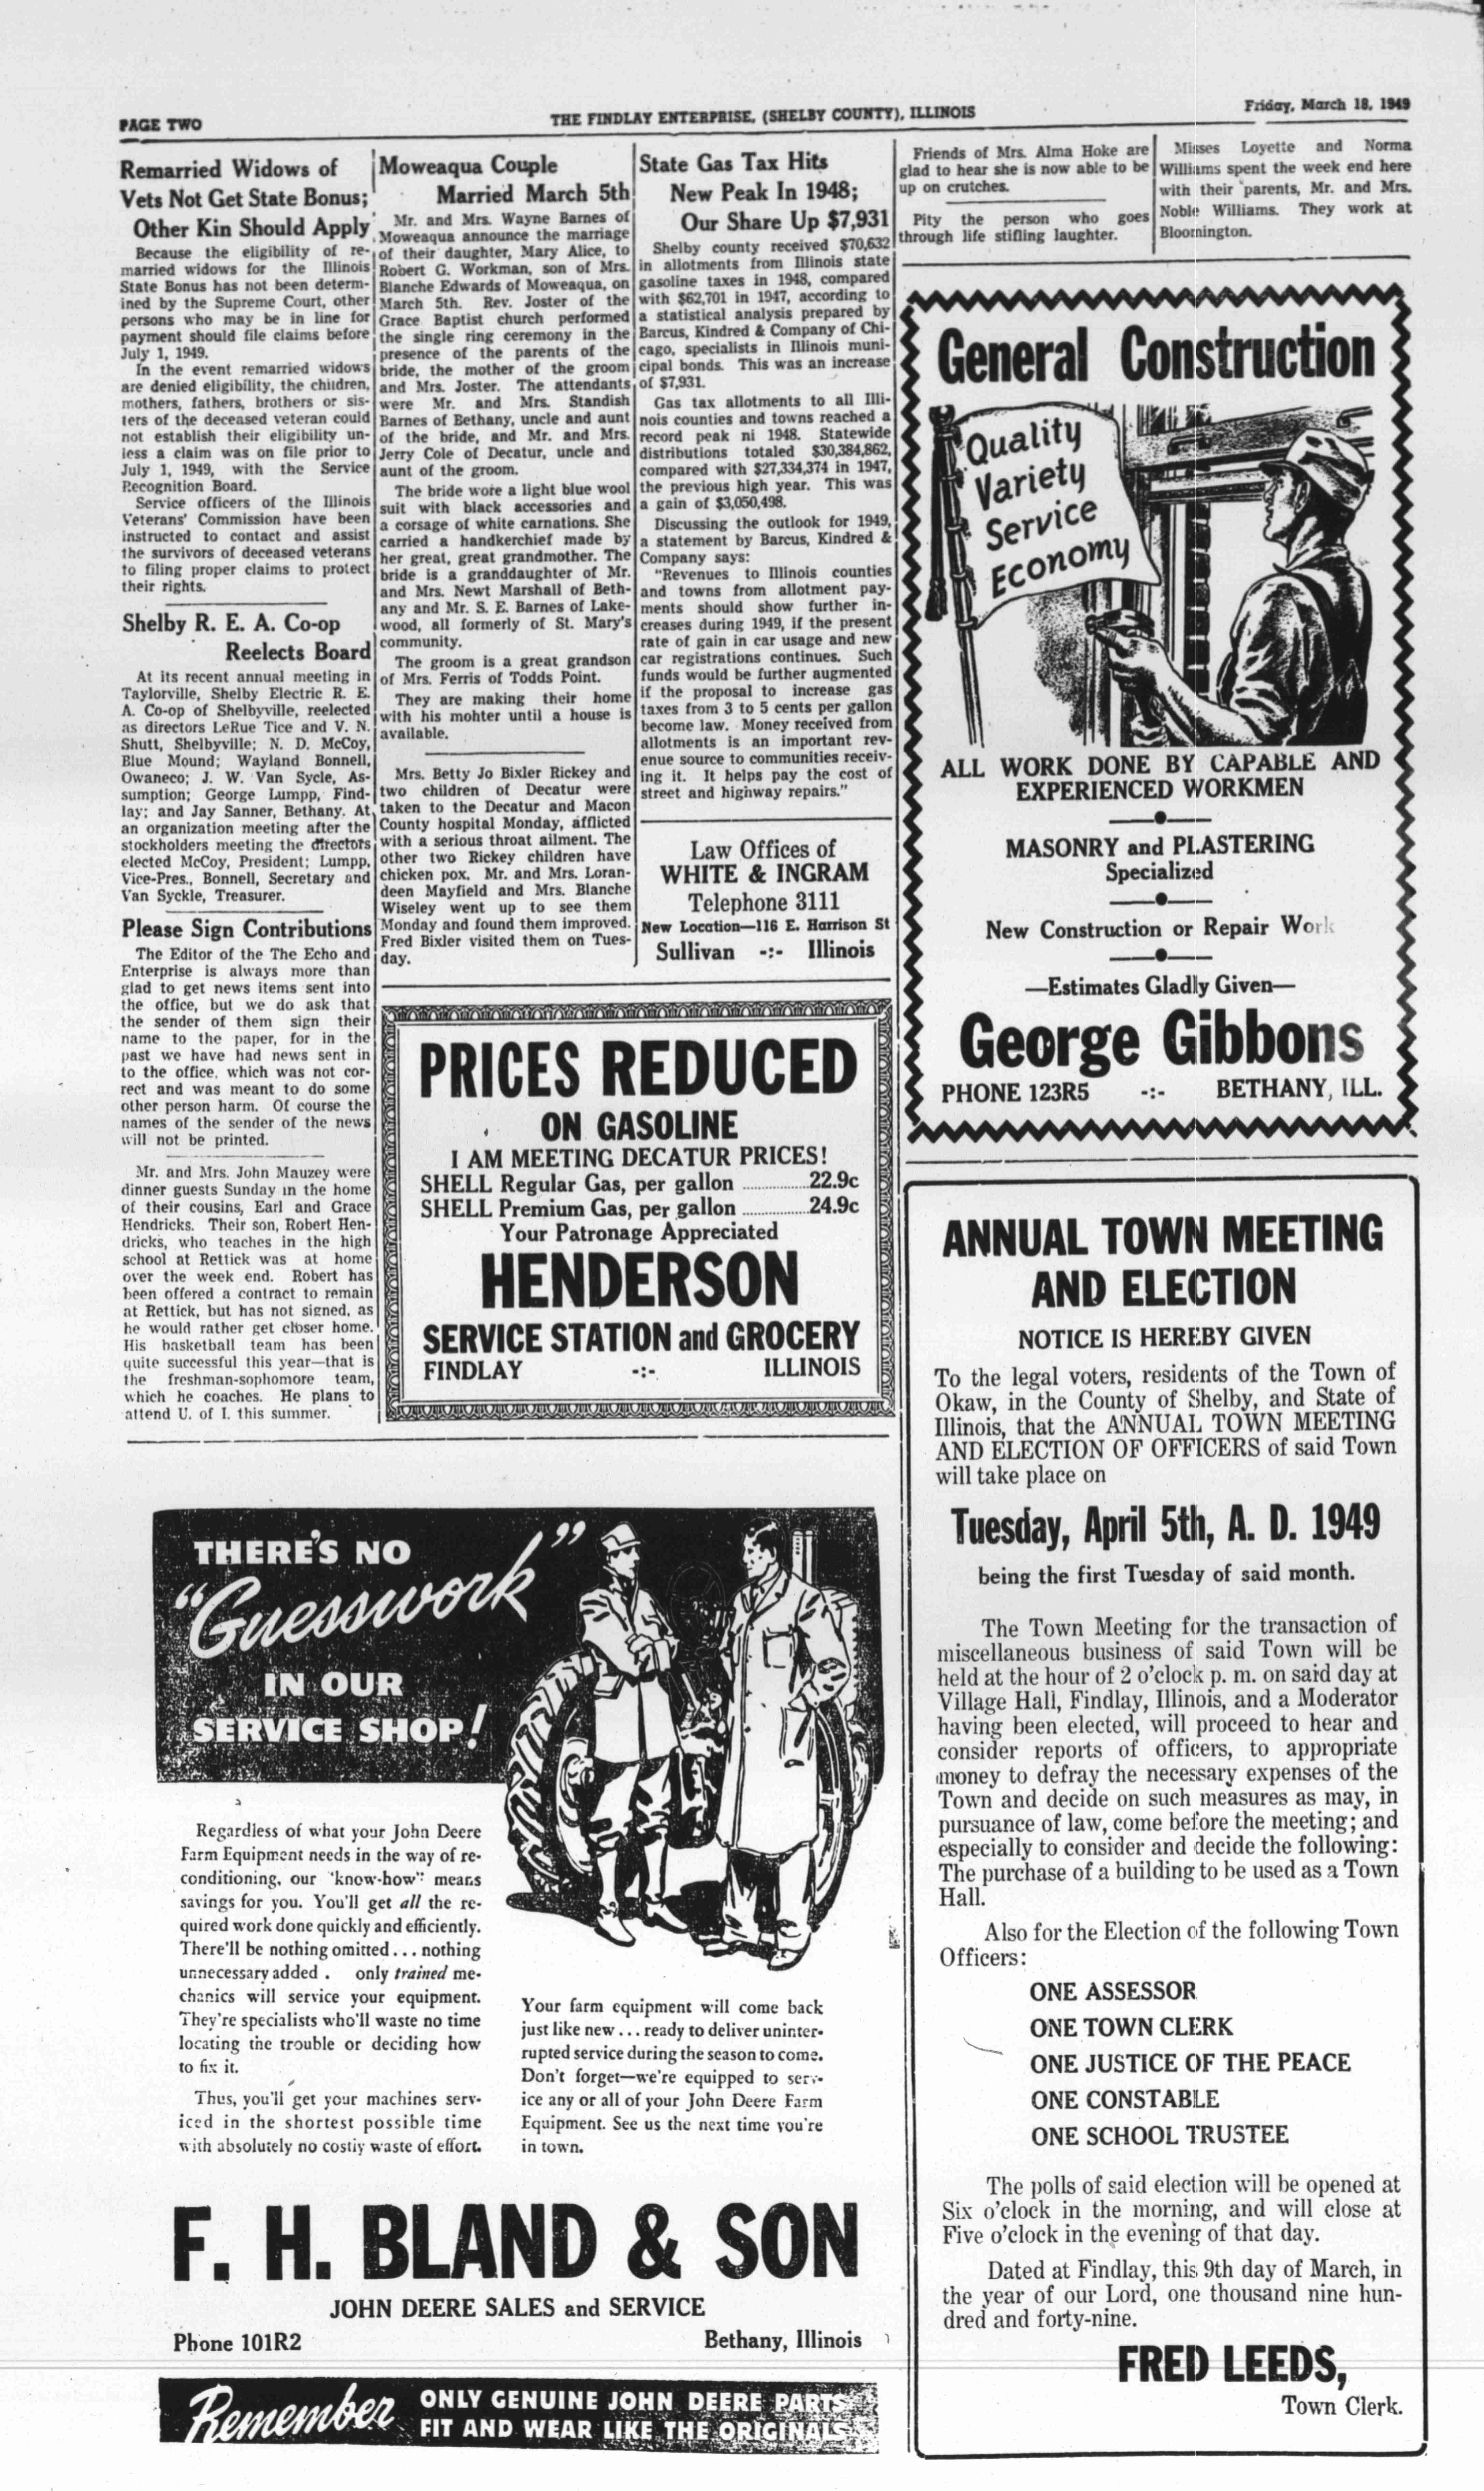 PAGE TWO
THE FINDLAY ENTERPRISE, (SHELBY COUNTY), ILLINOIS
Friday, March 18, 1949
Remarried Widows of
Vets Not Get State Bonus;
Other Kin Should Apply
Because the eligibility of re-
married widows for the Illinois
State Bonus has not been determ-
ined by the Supreme Court, other
persons who may be in line for
payment should file claims before
July 1, 1949.
In the event remarried widows
are denied eligibility, the children,
mothers, fathers, brothers or sis-
ters of the deceased veteran could
not establish their eligibility un-
less a claim was on file prior to
July 1, 1949, with the Service
Recognition Board.
Service officers of the Illinois
Veterans' Commission have been
instructed to contact and assist
the survivors of deceased veterans
to filing proper claims to protect
their rights.
Shelby R. E. A. Co-op
Reelects Board
At its recent annual meeting in
Taylorville, Shelby Electric R. E.
A. Co-op of Shelbyville, reelected
as directors LeRue Tice and V. N.
Shutt, Shelbyville; N. D. McCoy,
Blue Mound; Wayland Bonnell,
Owaneco; J. W. Van Sycle, As-
sumption; George Lumpp, Find-
lay; and Jay Sanner, Bethany. At
an organization meeting after the
stockholders meeting the directors
elected McCoy, President; Lumpp,
Vice-Pres., Bonnell, Secretary and
Van Syckle, Treasurer.
Please Sign Contributions
The Editor of the The Echo and
Enterprise is always more than
glad to get news items sent into
the office, but we do ask that
the sender of them sign their
name to the paper, for in the
past we have had news sent in
to the office, which was not cor-
rect and was meant to do some
other person harm. Of course the
names of the sender of the news
will not be printed.
Mr. and Mrs. John Mauzey were
dinner guests Sunday in the home
of their cousins, Earl and Grace
Hendricks. Their son, Robert Hen-
dricks, who teaches in the high
school at Rettick was at home
over the week end. Robert has
been offered a contract to remain
at Rettick, but has not signed, as
he would rather get closer home.
His basketball team has been
quite successful this year—that is
the freshman-sophomore team,
which he coaches. He plans to
attend U. of I. this summer.
Moweaqua Couple
Married March 5th
Mr. and Mrs. Wayne Barnes of
Moweaqua announce the marriage
of their daughter, Mary Alice, to
Robert G. Workman, son of Mrs.
Blanche Edwards of Moweaqua, on
March 5th. Rev. Joster of the
Grace Baptist church performed
the single ring ceremony in the
presence of the parents of the
bride, the mother of the groom
and Mrs. Joster. The attendants
were Mr. and Mrs. Standish
Barnes of Bethany, uncle and aunt
of the bride, and Mr. and Mrs.
Jerry Cole of Decatur, uncle and
aunt of the groom.
The bride wore a light blue wool
suit with black accessories and
a corsage of white carnations. She
carried a handkerchief made by
her great, great grandmother. The
bride is a granddaughter of Mr.
and Mrs. Newt Marshall of Beth-
any and Mr. S. E. Barnes of Lake-
wood, all formerly of St. Mary's
community.
The groom is a great grandson
of Mrs. Ferris of Todds Point.
They are making their home
with his mohter until a house is
available.
Mrs. Betty Jo Bixler Rickey and
two children of Decatur were
taken to the Decatur and Macon
County hospital Monday, afflicted
with a serious throat ailment. The
other two Rickey children have
chicken pox. Mr. and Mrs. Loran-
deen Mayfield and Mrs. Blanche
Wiseley went up to see them
Monday and found them improved.
Fred Bixler visited them on Tues-
day.
State Gas Tax Hits
New Peak In 1948;
Our Share Up $7,931
Shelby county received $70,632
in allotments from Illinois state
gasoline taxes in 1948, compared
with $62,701 in 1947, according to
a statistical analysis prepared by
Barcus, Kindred & Company of Chi-
cago, specialists in Illinois muni-
cipal bonds. This was an increase
of $7,931.
Gas tax allotments to all Illi-
nois counties and towns reached a
record peak ni 1948. Statewide
distributions totaled $30,384,862,
compared with $27,334,374 in 1947,
the previous high year. This was
a gain of $3,050,498.
Discussing the outlook for 1949,
a statement by Barcus, Kindred &
Company says:
"Revenues to Illinois counties
and towns from allotment pay-
ments should show further in-
creases during 1949, if the present
rate of gain in car usage and new
car registrations continues. Such
funds would be further augmented
if the proposal to increase gas
taxes from 3 to 5 cents per gallon
become law. Money received from
allotments is an important rev-
enue source to communities receiv-
ing it. It helps pay the cost of
street and highway repairs."
Law Offices of
WHITE & INGRAM
Telephone 3111
New Location—116 E. Harrison St
Sullivan -:- Illinois
PRICES REDUCED
ON GASOLINE
I AM MEETING DECATUR PRICES!
SHELL Regular Gas, per gallon ..............22.9c
SHELL Premium Gas, per gallon ..............24.9c
Your Patronage Appreciated
HENDERSON
SERVICE STATION and GROCERY
FINDLAY -:- ILLINOIS
Friends of Mrs. Alma Hoke are
glad to hear she is now able to be
up on crutches.
Pity the person who goes
through life stifling laughter.
Misses Loyette and Norma
Williams spent the week end here
with their parents, Mr. and Mrs.
Noble Williams. They work at
Bloomington.
General Construction
Quality
Variety
Service
Economy
ALL WORK DONE BY CAPABLE AND
EXPERIENCED WORKMEN
MASONRY and PLASTERING
Specialized
New Construction or Repair Work
—Estimates Gladly Given—
George Gibbons
PHONE 123R5 -:- BETHANY, ILL.
THERE'S NO
"Guesswork"
IN OUR
SERVICE SHOP!
Regardless of what your John Deere
Farm Equipment needs in the way of re-
conditioning, our "know-how" means
savings for you. You'll get all the re-
quired work done quickly and efficiently.
There'll be nothing omitted . . . nothing
unnecessary added . only trained me-
chanics will service your equipment.
They're specialists who'll waste no time
locating the trouble or deciding how
to fix it.
Thus, you'll get your machines serv-
iced in the shortest possible time
with absolutely no costly waste of effort.
Your farm equipment will come back
just like new . . . ready to deliver uninter-
rupted service during the season to come.
Don't forget—we're equipped to serv-
ice any or all of your John Deere Farm
Equipment. See us the next time you're
in town.
F. H. BLAND & SON
JOHN DEERE SALES and SERVICE
Phone 101R2
Bethany, Illinois
Remember
ONLY GENUINE JOHN DEERE PARTS
FIT AND WEAR LIKE THE ORIGINALS
ANNUAL TOWN MEETING
AND ELECTION
NOTICE IS HEREBY GIVEN
To the legal voters, residents of the Town of
Okaw, in the County of Shelby, and State of
Illinois, that the ANNUAL TOWN MEETING
AND ELECTION OF OFFICERS of said Town
will take place on
Tuesday, April 5th, A. D. 1949
being the first Tuesday of said month.
The Town Meeting for the transaction of
miscellaneous business of said Town will be
held at the hour of 2 o'clock p. m. on said day at
Village Hall, Findlay, Illinois, and a Moderator
having been elected, will proceed to hear and
consider reports of officers, to appropriate
money to defray the necessary expenses of the
Town and decide on such measures as may, in
pursuance of law, come before the meeting; and
especially to consider and decide the following:
The purchase of a building to be used as a Town
Hall.
Also for the Election of the following Town
Officers:
ONE ASSESSOR
ONE TOWN CLERK
ONE JUSTICE OF THE PEACE
ONE CONSTABLE
ONE SCHOOL TRUSTEE
The polls of said election will be opened at
Six o'clock in the morning, and will close at
Five o'clock in the evening of that day.
Dated at Findlay, this 9th day of March, in
the year of our Lord, one thousand nine hun-
dred and forty-nine.
FRED LEEDS,
Town Clerk.